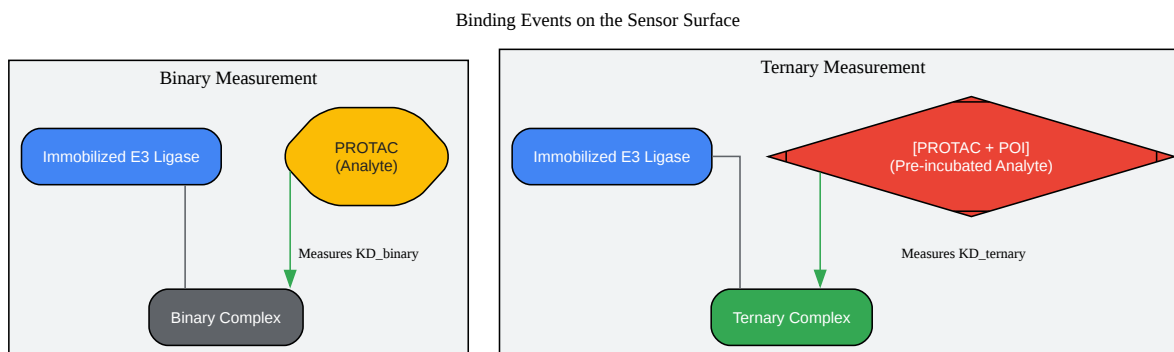 Binding Events on the Sensor Surface
Binary Measurement
Immobilized E3 Ligase
PROTAC
(Analyte)
Measures KD_binary
Binary Complex
Ternary Measurement
Immobilized E3 Ligase
[PROTAC + POI]
(Pre-incubated Analyte)
Measures KD_ternary
Ternary Complex